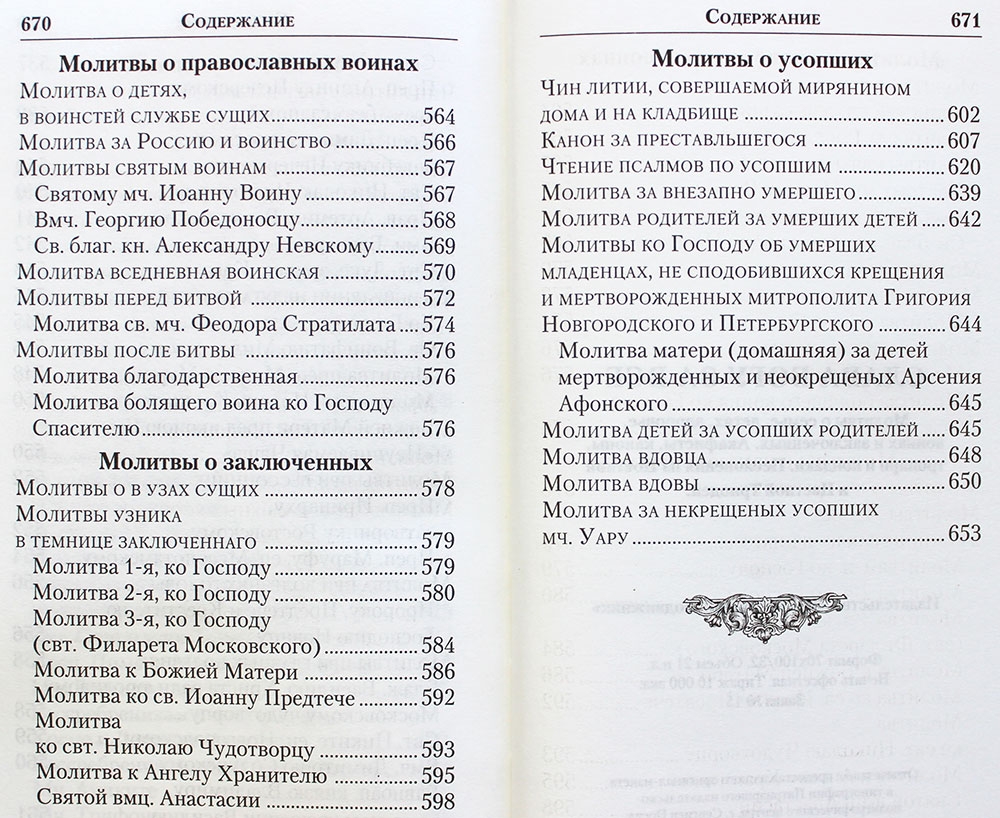 670 Содержание
Молитвы о православных воинах
Молитва о детях,
в воинстей службе сущих ........ 564
Молитва за Россию и воинство ........ 566
Молитвы святым воинам ........ 567
Святому мч. Иоанну Воину ........ 567
Вмч. Георгию Победоносцу ........ 568
Св. благ. кн. Александру Невскому ........ 569
Молитва вседневная воинская ........ 570
Молитвы перед битвой ........ 572
Молитва св. мч. Феодора Стратилата ........ 574
Молитвы после битвы ........ 576
Молитва благодарственная ........ 576
Молитва болящего воина ко Господу
Спасителю ........ 576
Молитвы о заключенных
Молитвы о в узах сущих ........ 578
Молитвы узника
в темнице заключенного ........ 579
Молитва 1-я, ко Господу ........ 579
Молитва 2-я, ко Господу ........ 580
Молитва 3-я, ко Господу
(свт. Филарета Московского) ........ 584
Молитва к Божией Матери ........ 586
Молитва ко св. Иоанну Предтече ........ 592
Молитва
ко свт. Николаю Чудотворцу ........ 593
Молитва к Ангелу Хранителю ........ 595
Святой вмц. Анастасии ........ 598
Содержание 671
Молитвы о усопших
Чин литии, совершаемой мирянином
дома и на кладбище ........ 602
Канон за преставльшегося ........ 607
Чтение псалмов по усопшим ........ 620
Молитва за внезапно умершего ........ 639
Молитва родителей за умерших детей ........ 642
Молитвы ко Господу об умерших
младенцах, не сподобившихся крещения
и мертворожденных митрополита Григория
Новгородского и Петербургского ........ 644
Молитва матери (домашняя) за детей
мертворожденных и неокрещеных Арсения
Афонского ........ 645
Молитва детей за усопших родителей ........ 645
Молитва вдовца ........ 648
Молитва вдовы ........ 650
Молитва за некрещеных усопших
мч. Уару ........ 653